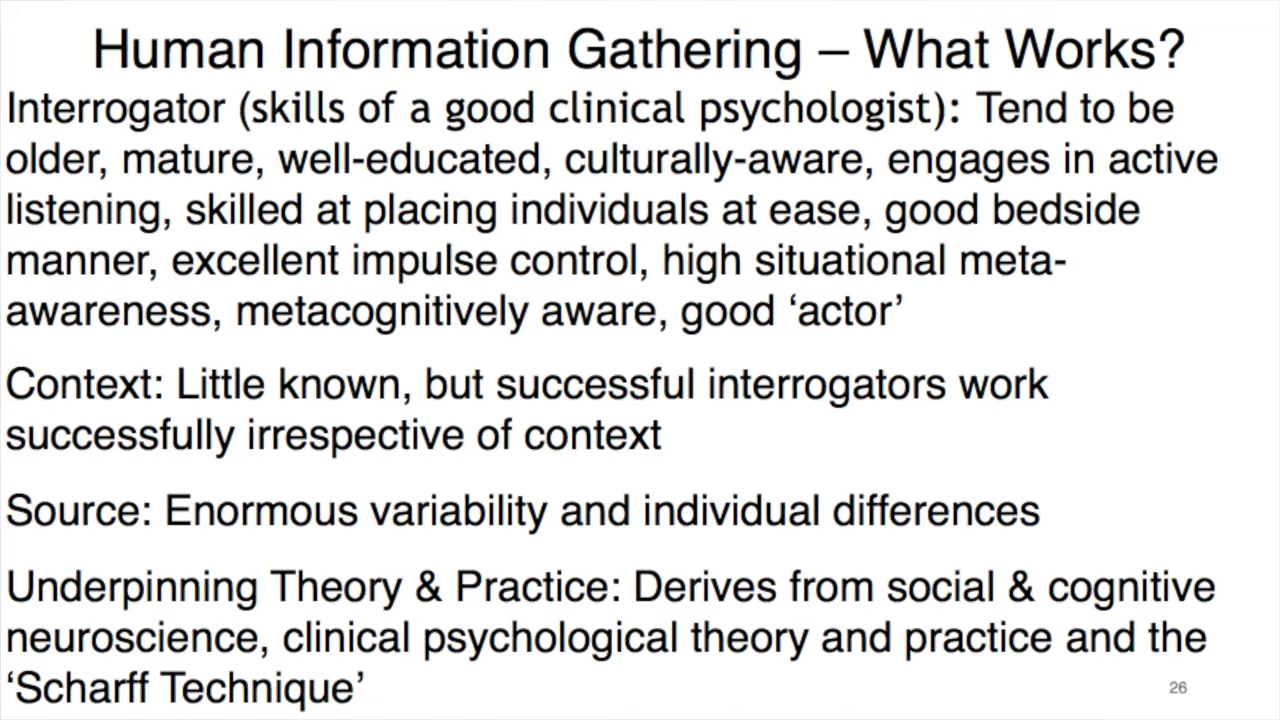 Human Information Gathering – What Works?
Interrogator (skills of a good clinical psychologist): Tend to be
older, mature, well-educated, culturally-aware, engages in active
listening, skilled at placing individuals at ease, good bedside
manner, excellent impulse control, high situational meta-
awareness, metacognitively aware, good ‘actor’
Context: Little known, but successful interrogators work
successfully irrespective of context
Source: Enormous variability and individual differences
Underpinning Theory & Practice: Derives from social & cognitive
neuroscience, clinical psychological theory and practice and the
‘Scharff Technique’
26